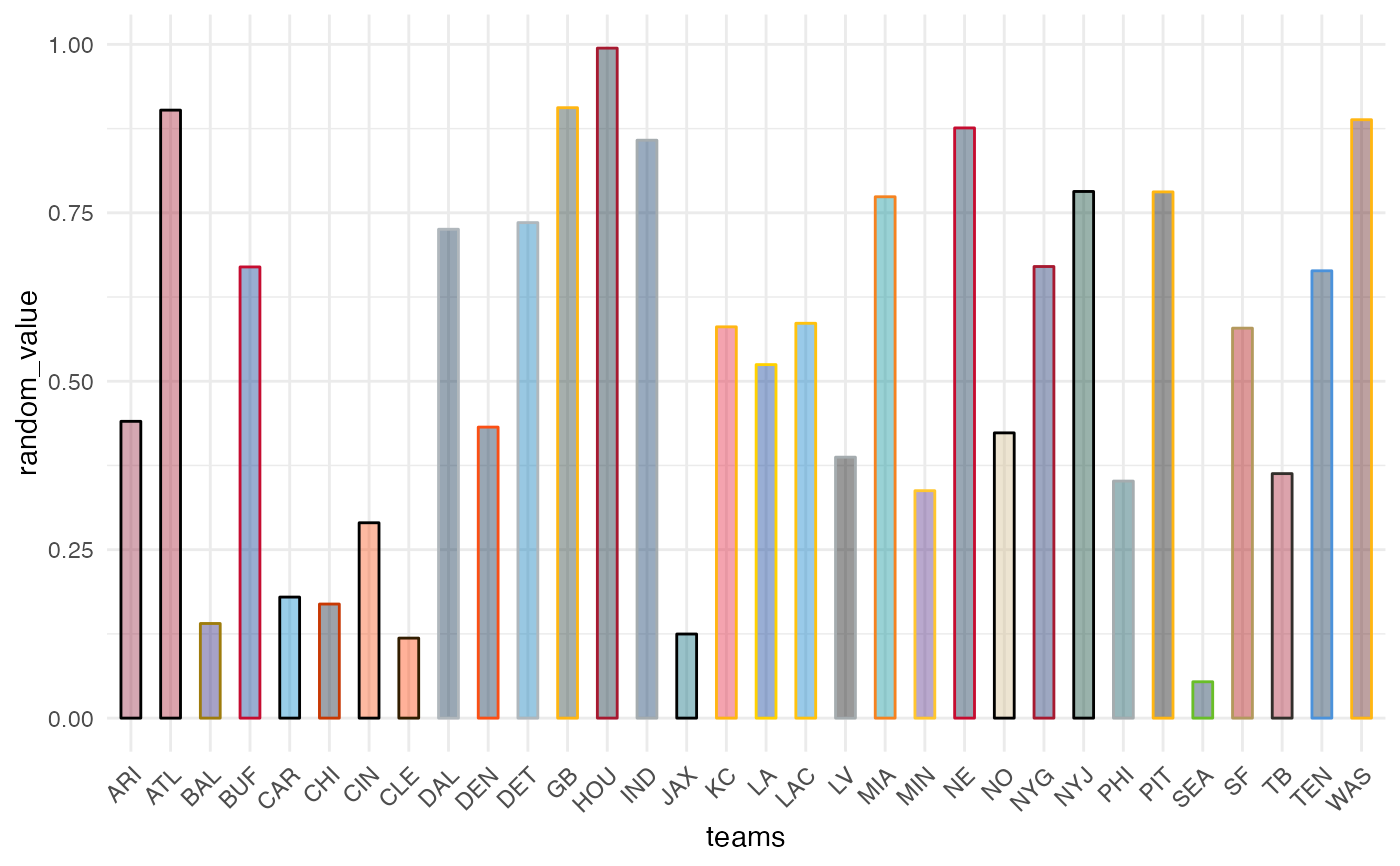 random_value
1.00
0.75
0.50
0.25
0.00
ARI ATL BAL BUF CAR CHI CIN CLE DAL DEN DET GB HOU IND JAX KC LA LAC LV MIA MIN NE NO NYG NYJ PHI PIT SEA SF TB TEN WAS
teams